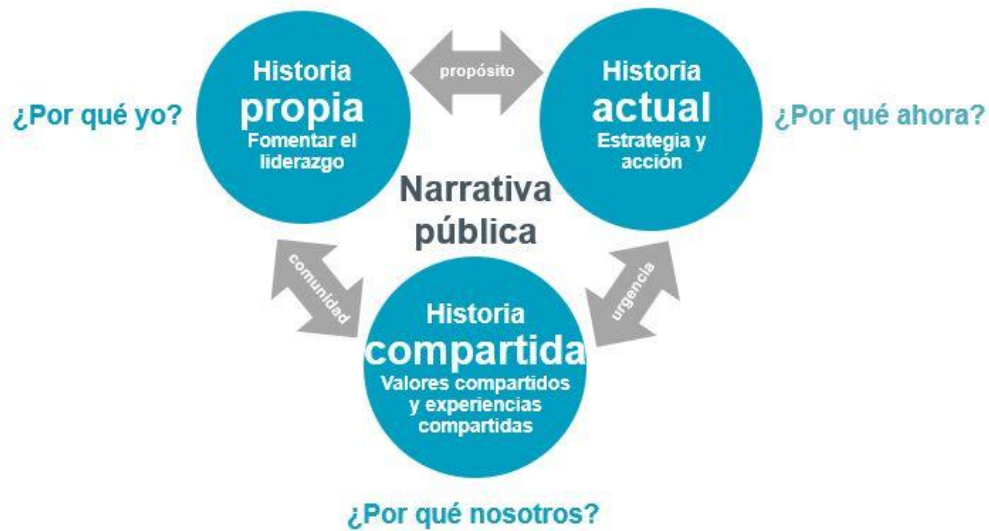 ¿Por qué yo?
Historia
propia
Fomentar el
liderazgo
propósito
Historia
actual
Estrategia y
acción
¿Por qué ahora?
Narrativa
pública
comunidad
urgencia
Historia
compartida
Valores compartidos
y experiencias
compartidas
¿Por qué nosotros?